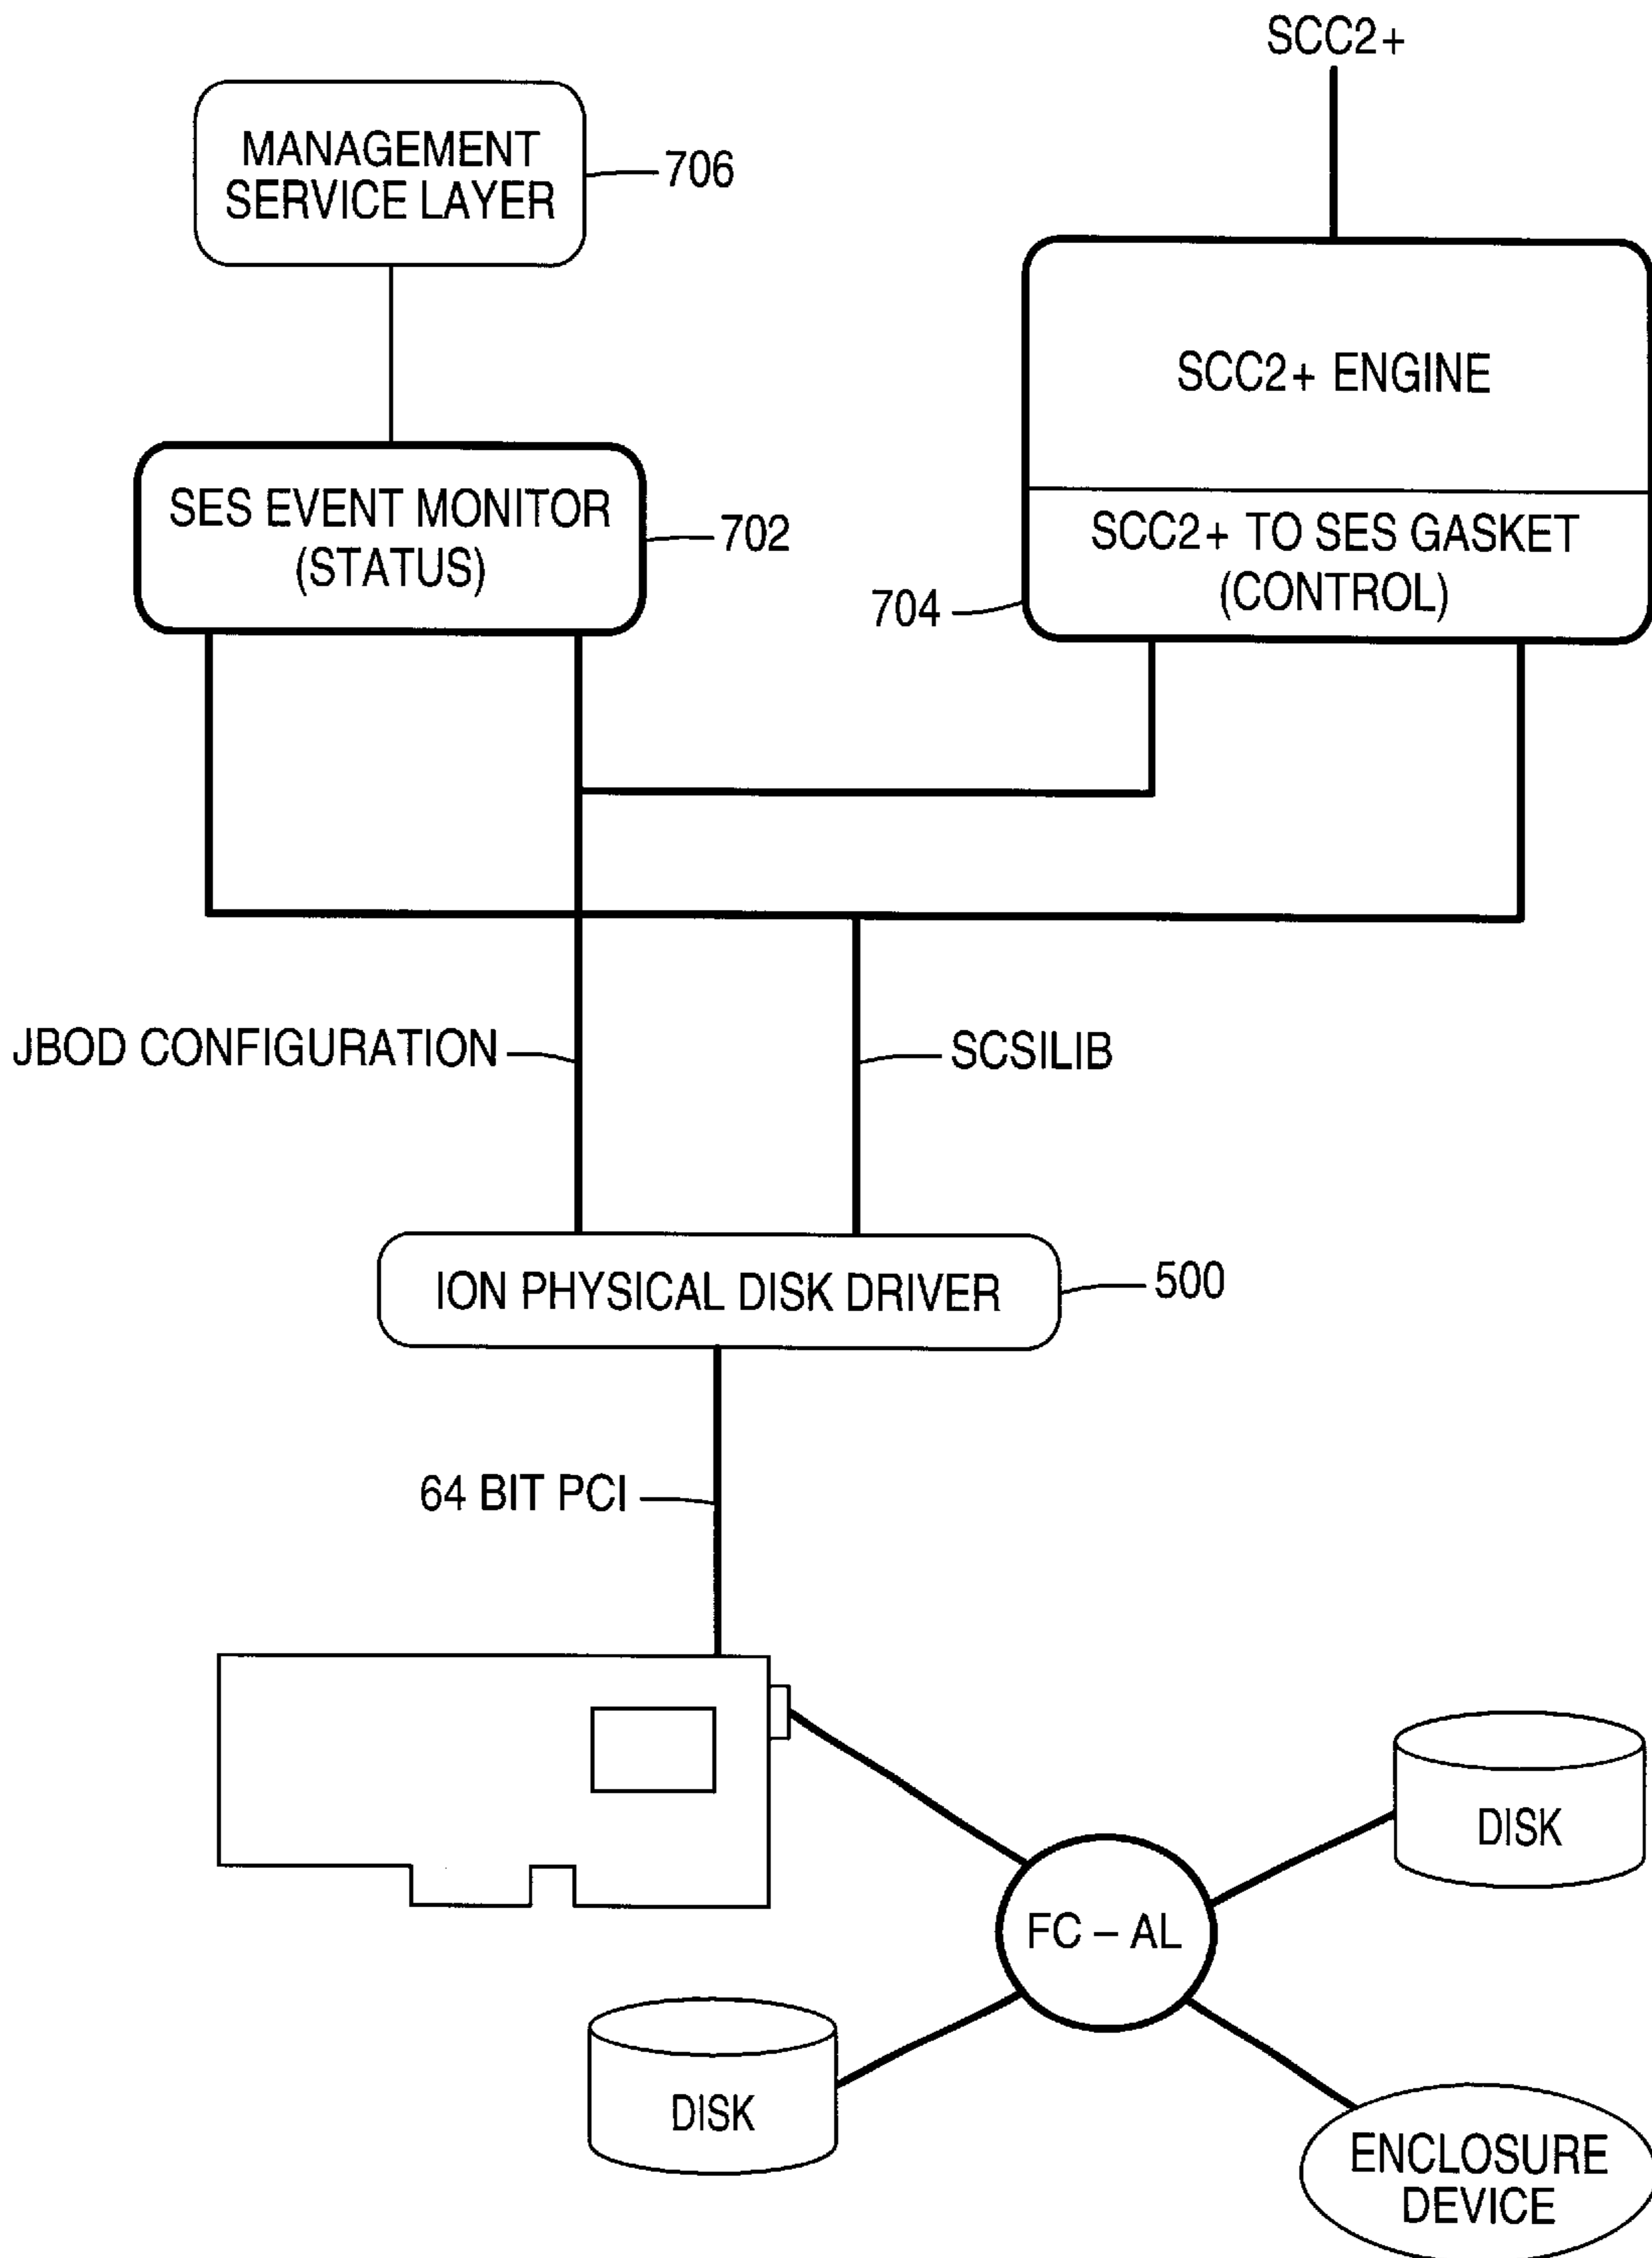 SCC2+
MANAGEMENT
SERVICE LAYER
706
SCC2+ ENGINE
SES EVENT MONITOR
(STATUS)
702
SCC2+ TO SES GASKET
(CONTROL)
704
JBOD CONFIGURATION
SCSILIB
ION PHYSICAL DISK DRIVER
500
64 BIT PCI
DISK
FC – AL
DISK
ENCLOSURE
DEVICE